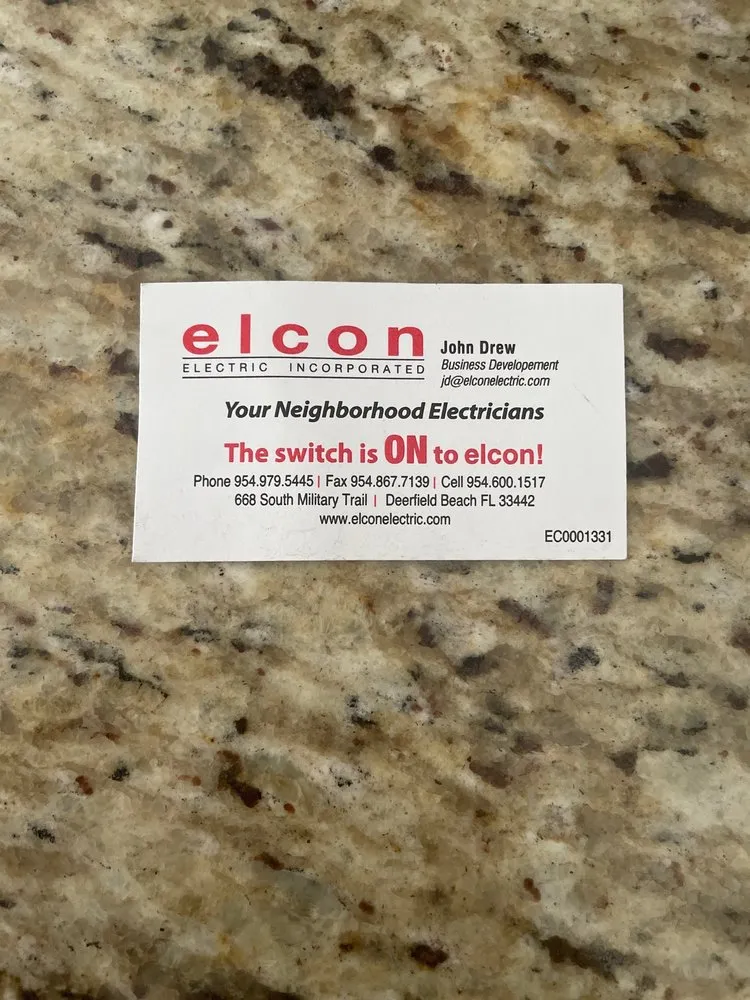 elcon
ELECTRIC INCORPORATED
John Drew
Business Developement
jd@elconelectric.com
Your Neighborhood Electricians
The switch is ON to elcon!
Phone 954.979.5445 | Fax 954.867.7139 | Cell 954.600.1517
668 South Military Trail | Deerfield Beach FL 33442
www.elconelectric.com
EC0001331